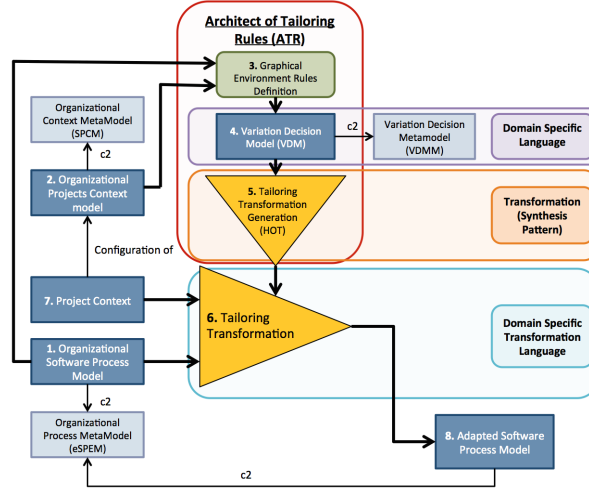 Architect of Tailoring
Rules (ATR)
3. Graphical
Environment Rules
Definition
Organizational
Context MetaModel
(SPCM)
4. Variation Decision
Model (VDM)
c2
Variation Decision
Metamodel
(VDMM)
Domain Specific
Language
c2
2. Organizational
Projects Context
model
5. Tailoring
Transformation
Generation
(HOT)
Transformation
(Synthesis
Pattern)
Configuration of
7. Project Context
6. Tailoring
Transformation
Domain Specific
Transformation
Language
1. Organizational
Software Process
Model
c2
Organizational
Process MetaModel
(eSPEM)
8. Adapted Software
Process Model
c2